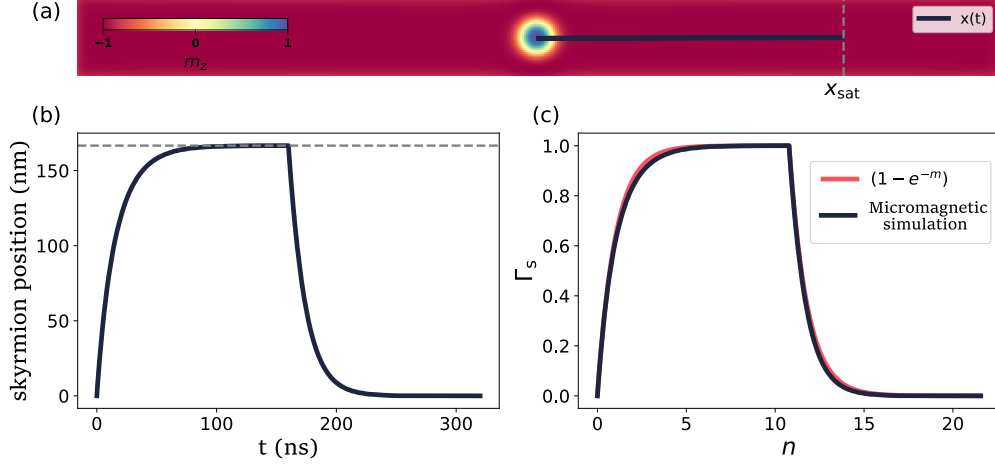 (a)
−1 0 1
m_z
x(t)
x_sat
(b)
skyrmion position (nm)
150
100
50
0
0 100 200 300
t (ns)
(c)
Γ_s
1.0
0.8
0.6
0.4
0.2
0.0
0 5 10 15 20
n
(1 − e^{−m})
Micromagnetic
simulation